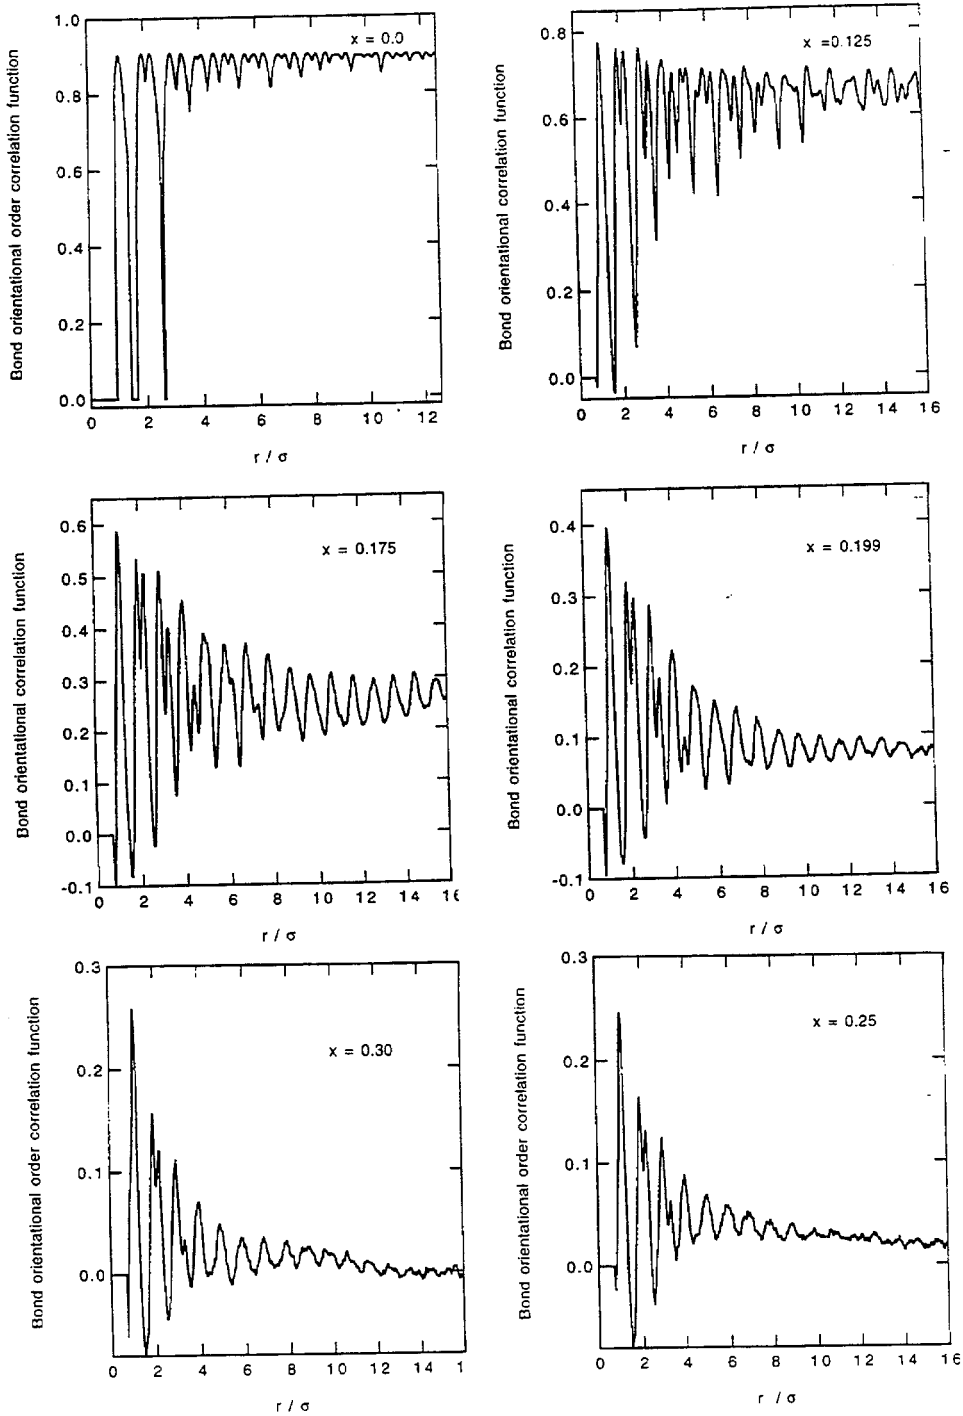 Bond orientational order correlation function
1.0
0.8
0.6
0.4
0.2
0.0
x = 0.0
0 2 4 6 8 10 12
r / σ
Bond orientational correlation function
0.8
0.6
0.4
0.2
0.0
x =0.125
0 2 4 6 8 10 12 14 16
r / σ
Bond orientational correlation function
0.6
0.5
0.4
0.3
0.2
0.1
0.0
-0.1
x = 0.175
0 2 4 6 8 10 12 14 16
r / σ
Bond orientational correlation function
0.4
0.3
0.2
0.1
0.0
-0.1
x = 0.199
0 2 4 6 8 10 12 14 16
r / σ
Bond orientational order correlation function
0.3
0.2
0.1
0.0
x = 0.30
0 2 4 6 8 10 12 14 1
r / σ
Bond orientational order correlation function
0.3
0.2
0.1
0.0
x = 0.25
0 2 4 6 8 10 12 14 16
r / σ